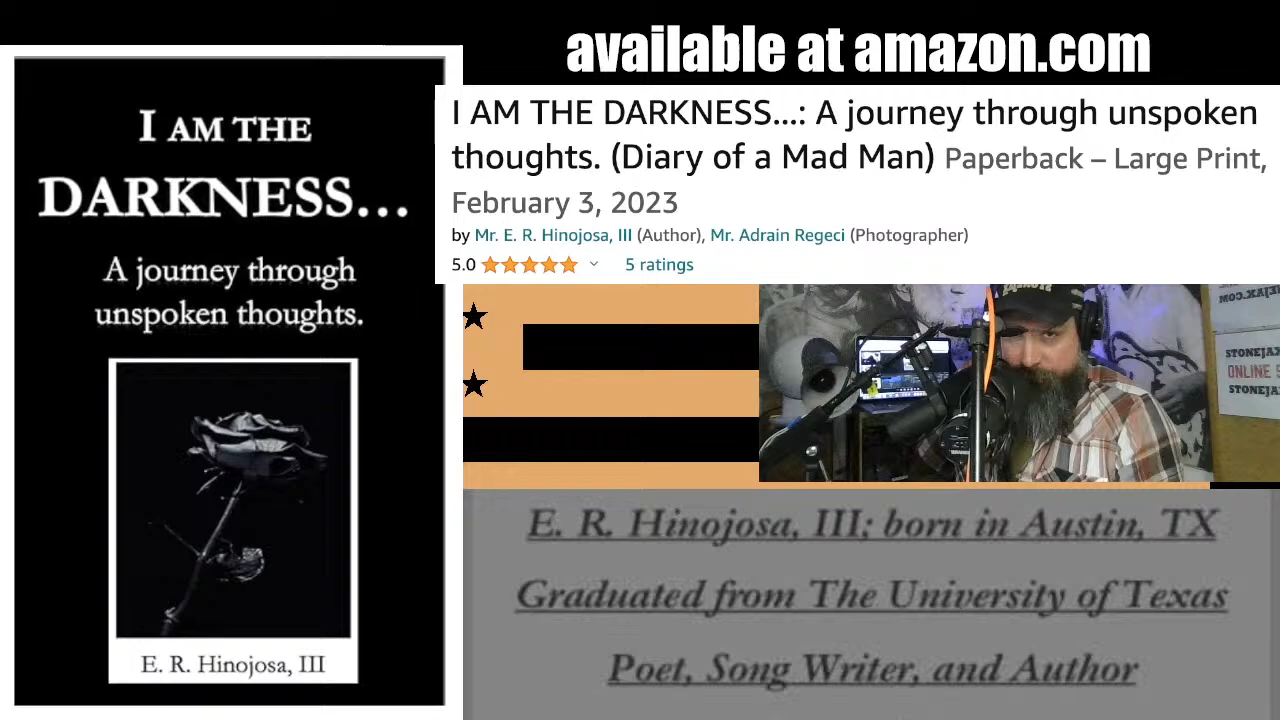 available at amazon.com
I AM THE
DARKNESS...
A journey through
unspoken thoughts.
E. R. Hinojosa, III
I AM THE DARKNESS...: A journey through unspoken
thoughts. (Diary of a Mad Man) Paperback – Large Print,
February 3, 2023
by Mr. E. R. Hinojosa, III (Author), Mr. Adrain Regeci (Photographer)
5.0 5 ratings
STONEJA
ONLINE S
STONEJA
E. R. Hinojosa, III; born in Austin, TX
Graduated from The University of Texas
Poet, Song Writer, and Author